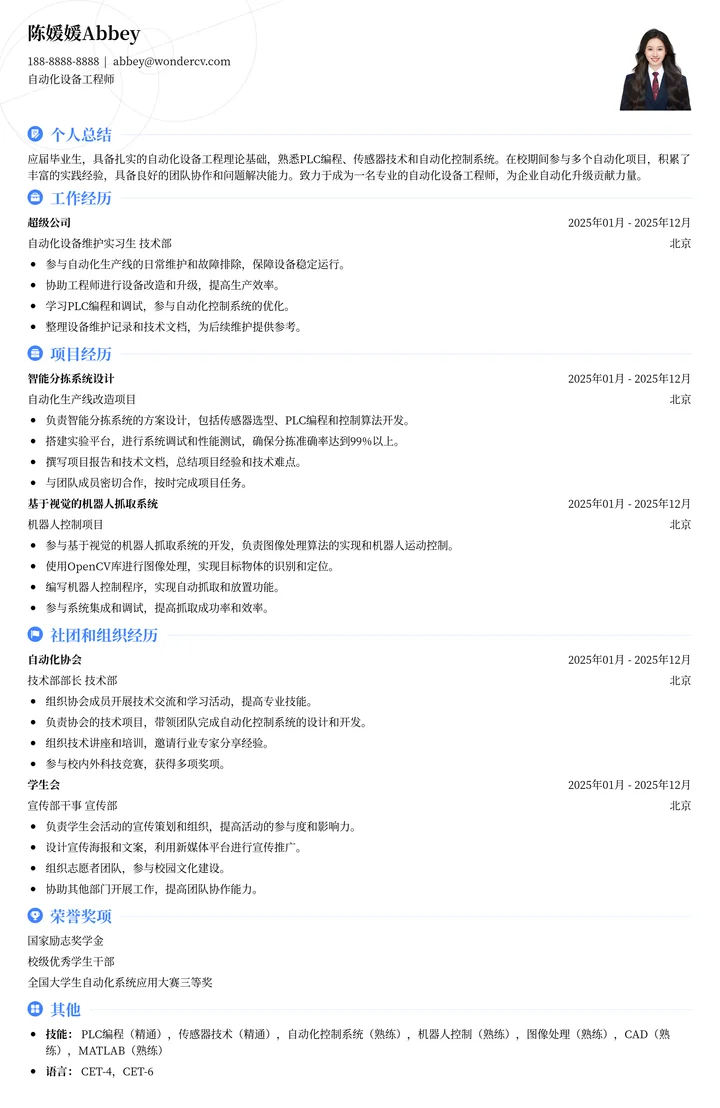 陈媛媛Abbey
188-8888-8888 | abbey@wondercv.com
自动化设备工程师
个人总结
应届毕业生，具备扎实的自动化设备工程理论基础，熟悉PLC编程、传感器技术和自动化控制系统。在校期间参与多个自动化项目，积累了
丰富的实践经验，具备良好的团队协作和问题解决能力。致力于成为一名专业的自动化设备工程师，为企业自动化升级贡献力量。
工作经历
超级公司 2025年01月 - 2025年12月
自动化设备维护实习生 技术部 北京
• 参与自动化生产线的日常维护和故障排除，保障设备稳定运行。
• 协助工程师进行设备改造和升级，提高生产效率。
• 学习PLC编程和调试，参与自动化控制系统的优化。
• 整理设备维护记录和技术文档，为后续维护提供参考。
项目经历
智能分拣系统设计 2025年01月 - 2025年12月
自动化生产线改造项目 北京
• 负责智能分拣系统的方案设计，包括传感器选型、PLC编程和控制算法开发。
• 搭建实验平台，进行系统调试和性能测试，确保分拣准确率达到99%以上。
• 撰写项目报告和技术文档，总结项目经验和技术难点。
• 与团队成员密切合作，按时完成项目任务。
基于视觉的机器人抓取系统 2025年01月 - 2025年12月
机器人控制项目 北京
• 参与基于视觉的机器人抓取系统的开发，负责图像处理算法的实现和机器人运动控制。
• 使用OpenCV库进行图像处理，实现目标物体的识别和定位。
• 编写机器人控制程序，实现自动抓取和放置功能。
• 参与系统集成和调试，提高抓取成功率和效率。
社团和组织经历
自动化协会 2025年01月 - 2025年12月
技术部部长 技术部 北京
• 组织协会成员开展技术交流和学习活动，提高专业技能。
• 负责协会的技术项目，带领团队完成自动化控制系统的设计和开发。
• 组织技术讲座和培训，邀请行业专家分享经验。
• 参与校内外科技竞赛，获得多项奖项。
学生会 2025年01月 - 2025年12月
宣传部干事 宣传部 北京
• 负责学生会活动的宣传策划和组织，提高活动的参与度和影响力。
• 设计宣传海报和文案，利用新媒体平台进行宣传推广。
• 组织志愿者团队，参与校园文化建设。
• 协助其他部门开展工作，提高团队协作能力。
荣誉奖项
国家励志奖学金
校级优秀学生干部
全国大学生自动化系统应用大赛三等奖
其他
• 技能： PLC编程（精通），传感器技术（精通），自动化控制系统（熟练），机器人控制（熟练），图像处理（熟练），CAD（熟
练），MATLAB（熟练）
• 语言： CET-4，CET-6